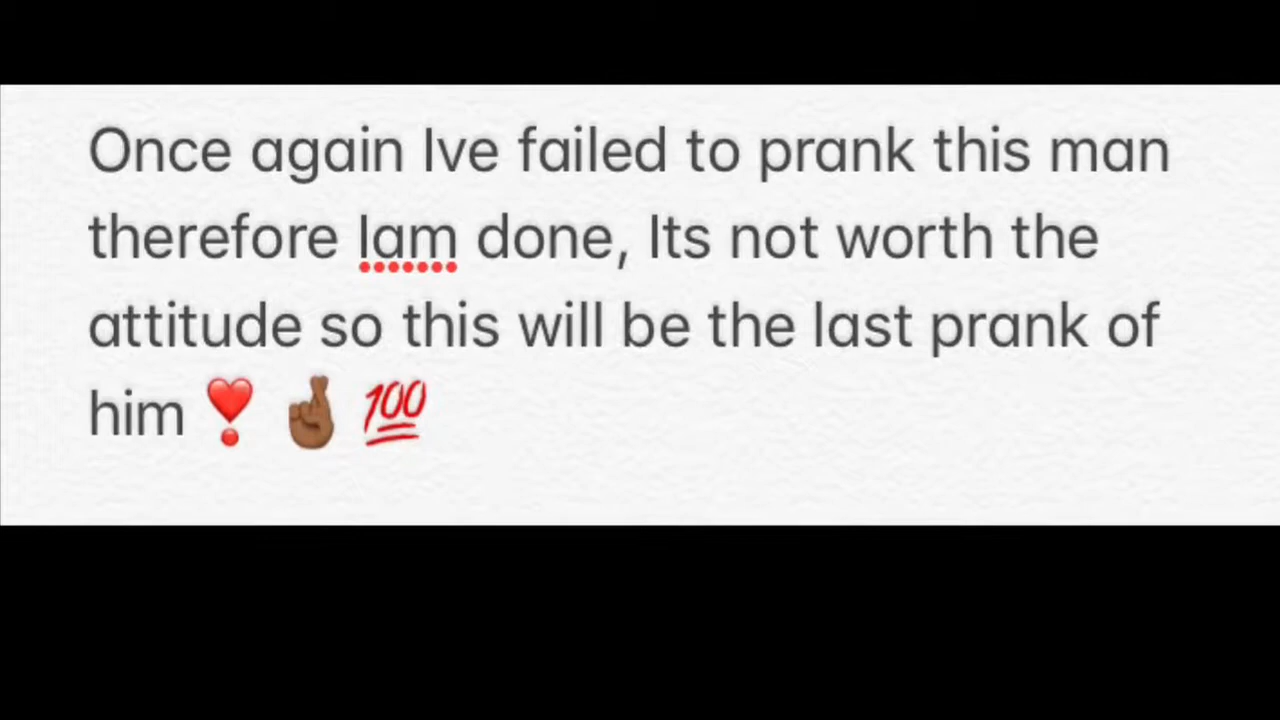 Once again Ive failed to prank this man
therefore Iam done, Its not worth the
attitude so this will be the last prank of
him ❣️ 🤞🏾 💯